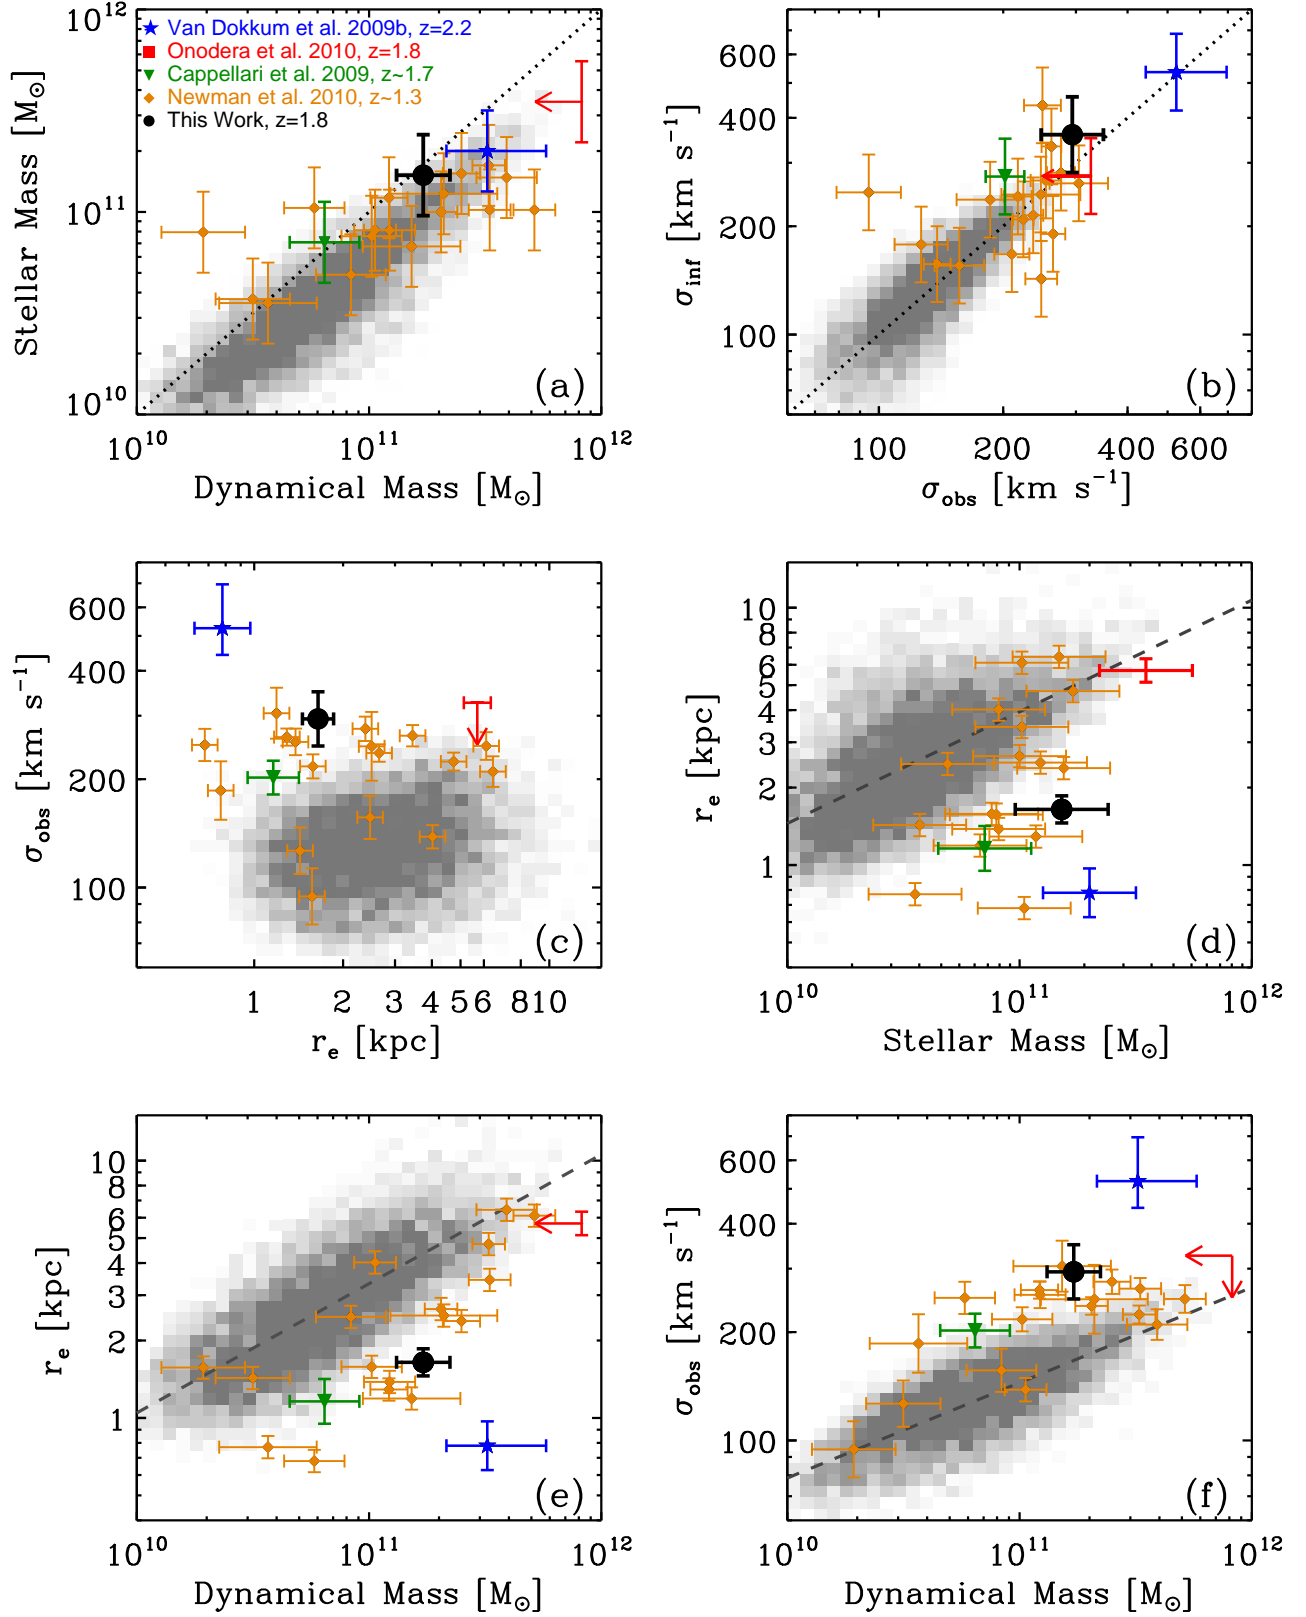 10^12
Van Dokkum et al. 2009b, z=2.2
Onodera et al. 2010, z=1.8
Cappellari et al. 2009, z~1.7
Newman et al. 2010, z~1.3
This Work, z=1.8
Stellar Mass [M⊙]
10^11
10^10
(a)
10^10 10^11 10^12
Dynamical Mass [M⊙]
600
400
200
100
σinf [km s⁻¹]
(b)
100 200 400 600
σobs [km s⁻¹]
600
400
200
100
σobs [km s⁻¹]
(c)
1 2 3 4 5 6 8 10
re [kpc]
10
8
6
5
4
3
2
1
re [kpc]
(d)
10^10 10^11 10^12
Stellar Mass [M⊙]
10
8
6
5
4
3
2
1
re [kpc]
(e)
10^10 10^11 10^12
Dynamical Mass [M⊙]
600
400
200
100
σobs [km s⁻¹]
(f)
10^10 10^11 10^12
Dynamical Mass [M⊙]